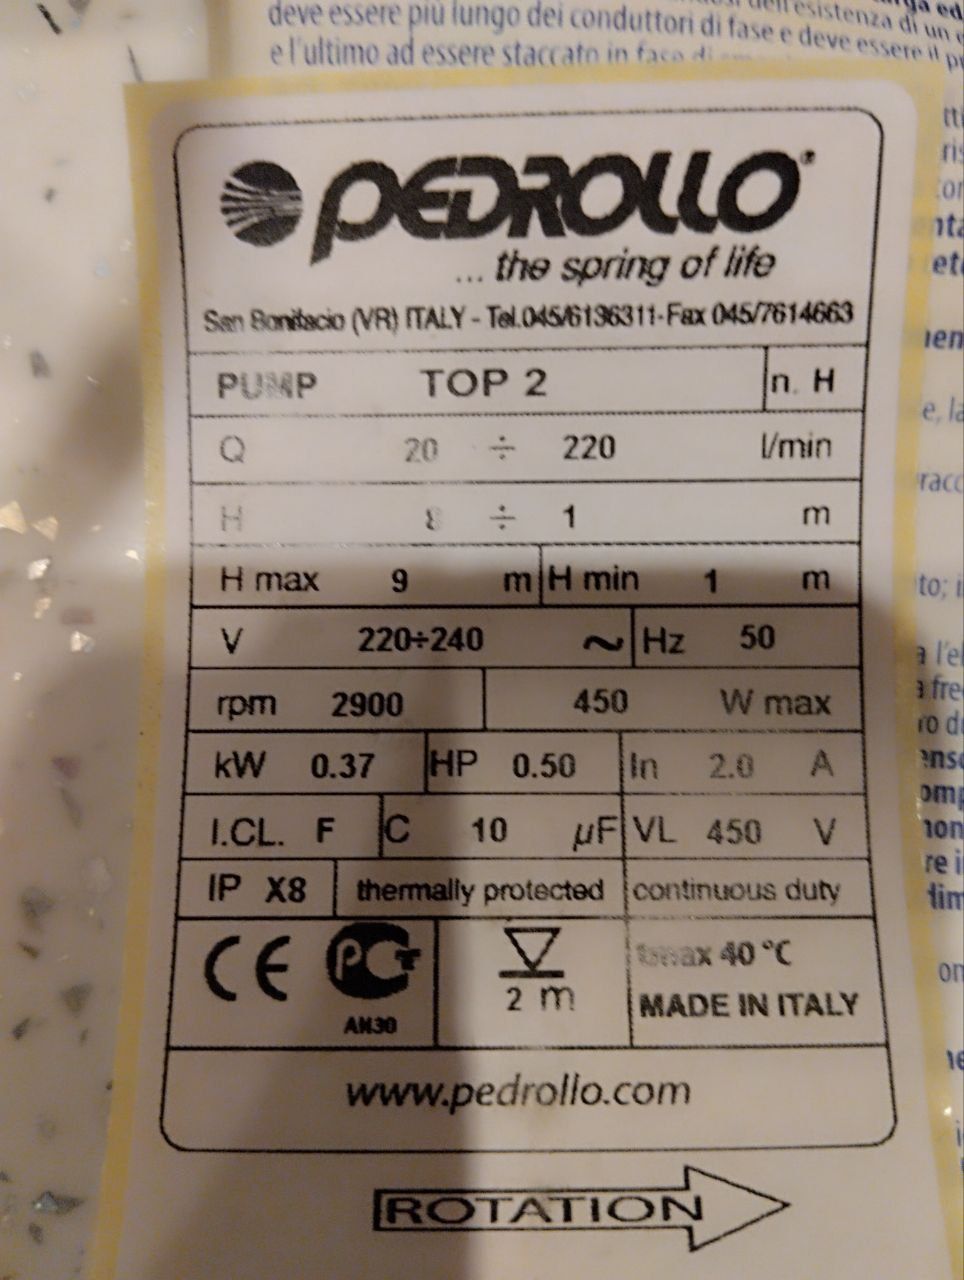 deve essere più lungo dei conduttori di fase e deve essere il
e l'ultimo ad essere staccato in fase di
PEDROLLO®
... the spring of life
San Bonifacio (VR) ITALY - Tel.045/6136311-Fax 045/7614663
PUMP TOP 2 n. H
Q 20 ÷ 220 l/min
H 8 ÷ 1 m
H max 9 m H min 1 m
V 220÷240 ~ Hz 50
rpm 2900 450 W max
kW 0.37 HP 0.50 In 2.0 A
I.CL. F C 10 µF VL 450 V
IP X8 thermally protected continuous duty
CE PCT tmax 40 °C
AH30 2 m MADE IN ITALY
www.pedrollo.com
ROTATION